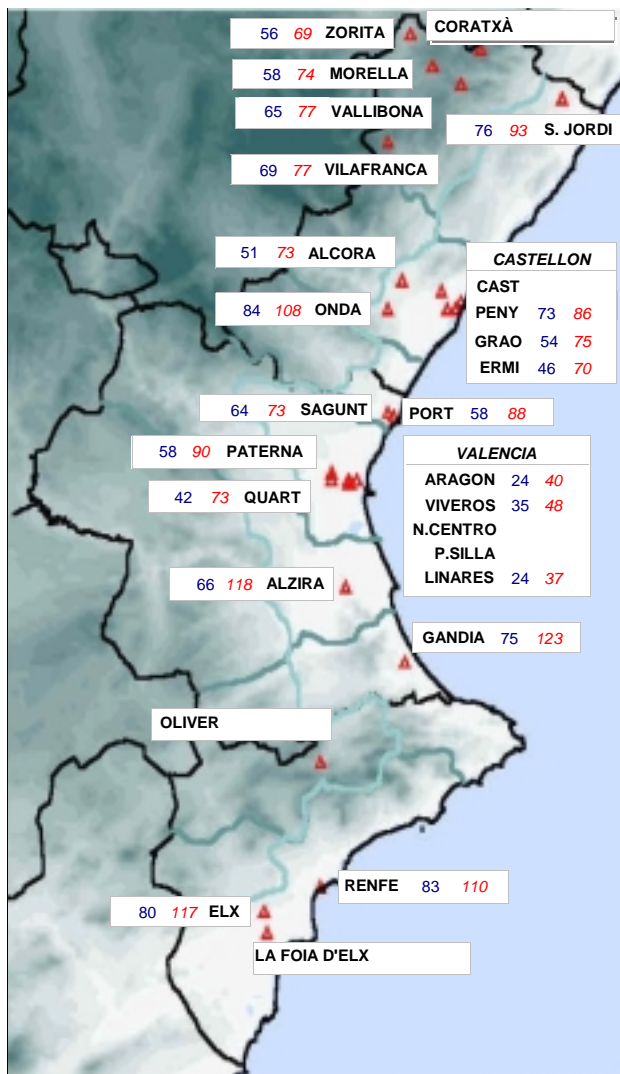 56 69 ZORITA
CORATXÀ
58 74 MORELLA
65 77 VALLIBONA
76 93 S. JORDI
69 77 VILAFRANCA
51 73 ALCORA
CASTELLON
CAST
PENY 73 86
GRAO 54 75
ERMI 46 70
84 108 ONDA
64 73 SAGUNT
PORT 58 88
58 90 PATERNA
42 73 QUART
VALENCIA
ARAGON 24 40
VIVEROS 35 48
N.CENTRO
P.SILLA
LINARES 24 37
66 118 ALZIRA
GANDIA 75 123
OLIVER
RENFE 83 110
80 117 ELX
LA FOIA D'ELX